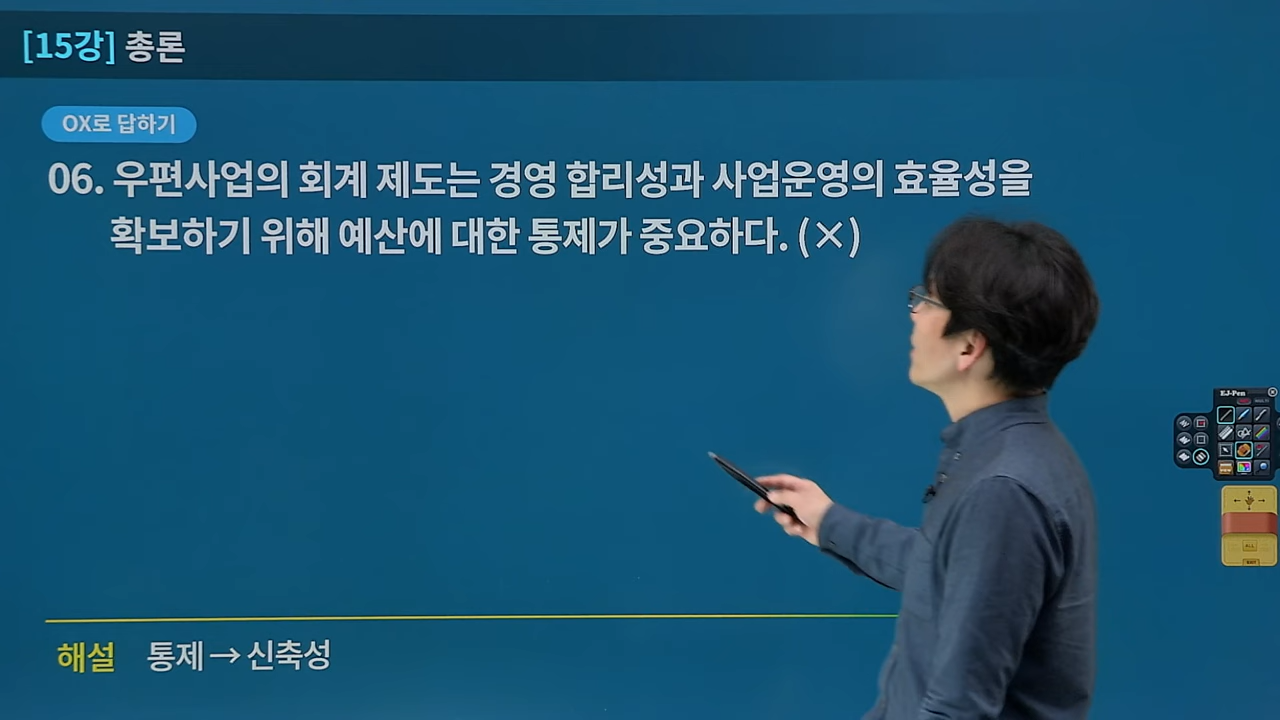 [15강] 총론
OX로 답하기
06. 우편사업의 회계 제도는 경영 합리성과 사업운영의 효율성을
확보하기 위해 예산에 대한 통제가 중요하다. (×)
EJ-Pen
ALL
해설 통제→신축성